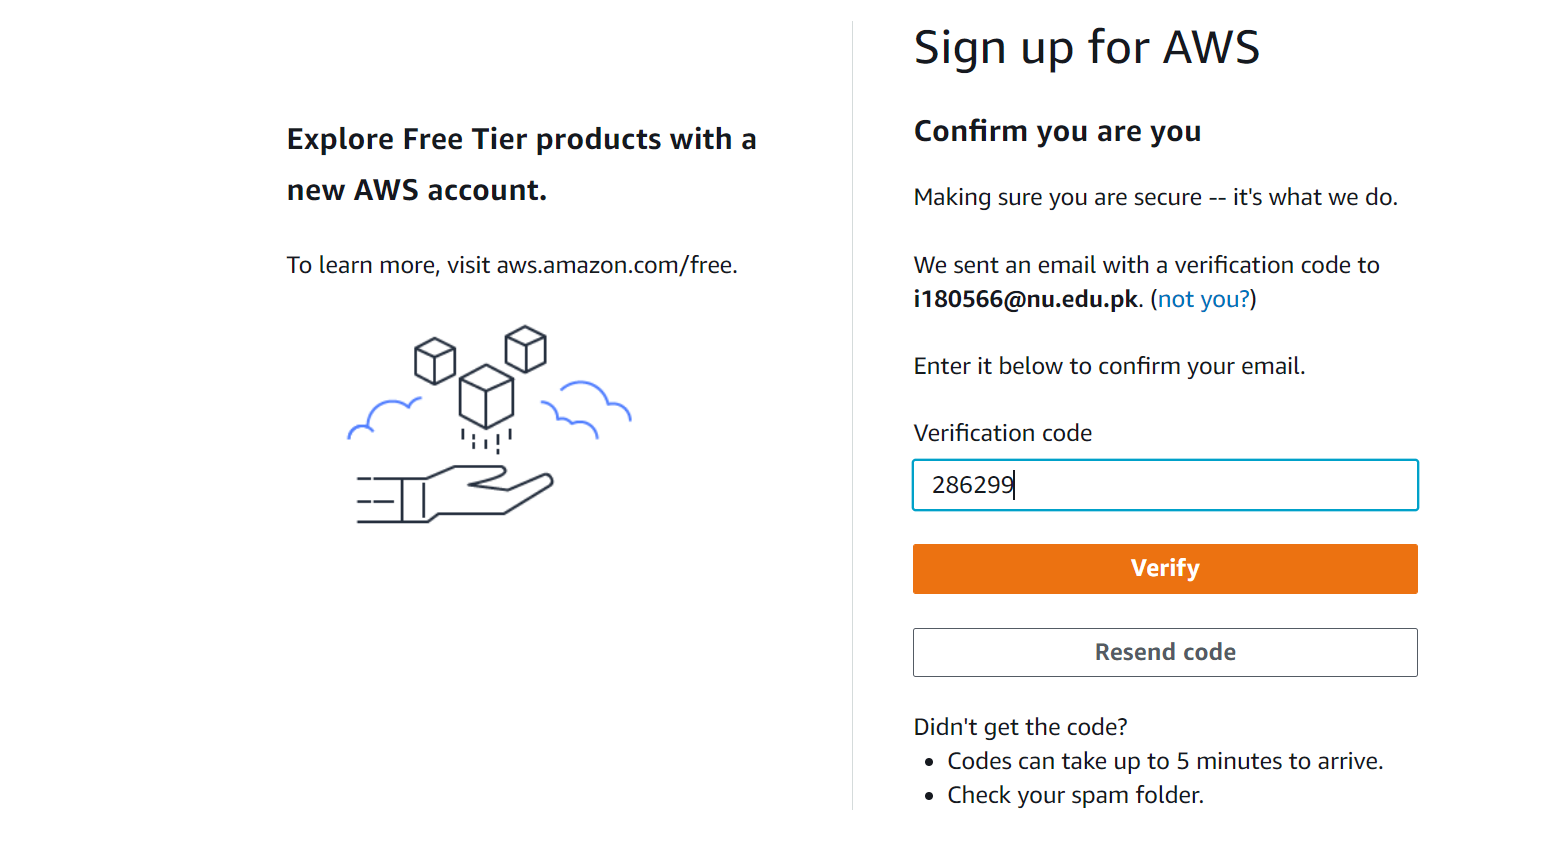 Explore Free Tier products with a
new AWS account.
To learn more, visit aws.amazon.com/free.
Sign up for AWS
Confirm you are you
Making sure you are secure -- it's what we do.
We sent an email with a verification code to
i180566@nu.edu.pk. (not you?)
Enter it below to confirm your email.
Verification code
286299
Verify
Resend code
Didn't get the code?
• Codes can take up to 5 minutes to arrive.
• Check your spam folder.